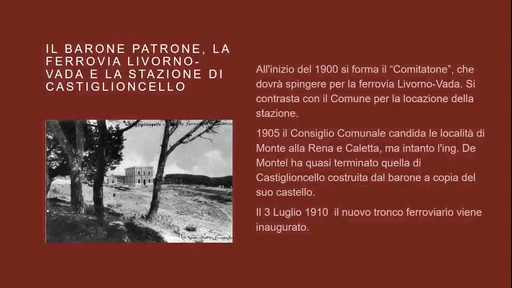 IL BARONE PATRONE, LA
FERROVIA LIVORNO-
VADA E LA STAZIONE DI
CASTIGLIONCELLO
All'inizio del 1900 si forma il “Comitatone”, che
dovrà spingere per la ferrovia Livorno-Vada. Si
contrasta con il Comune per la locazione della
stazione.
1905 il Consiglio Comunale candida le località di
Monte alla Rena e Caletta, ma intanto l'ing. De
Montel ha quasi terminato quella di
Castiglioncello costruita dal barone a copia del
suo castello.
Il 3 Luglio 1910 il nuovo tronco ferroviario viene
inaugurato.